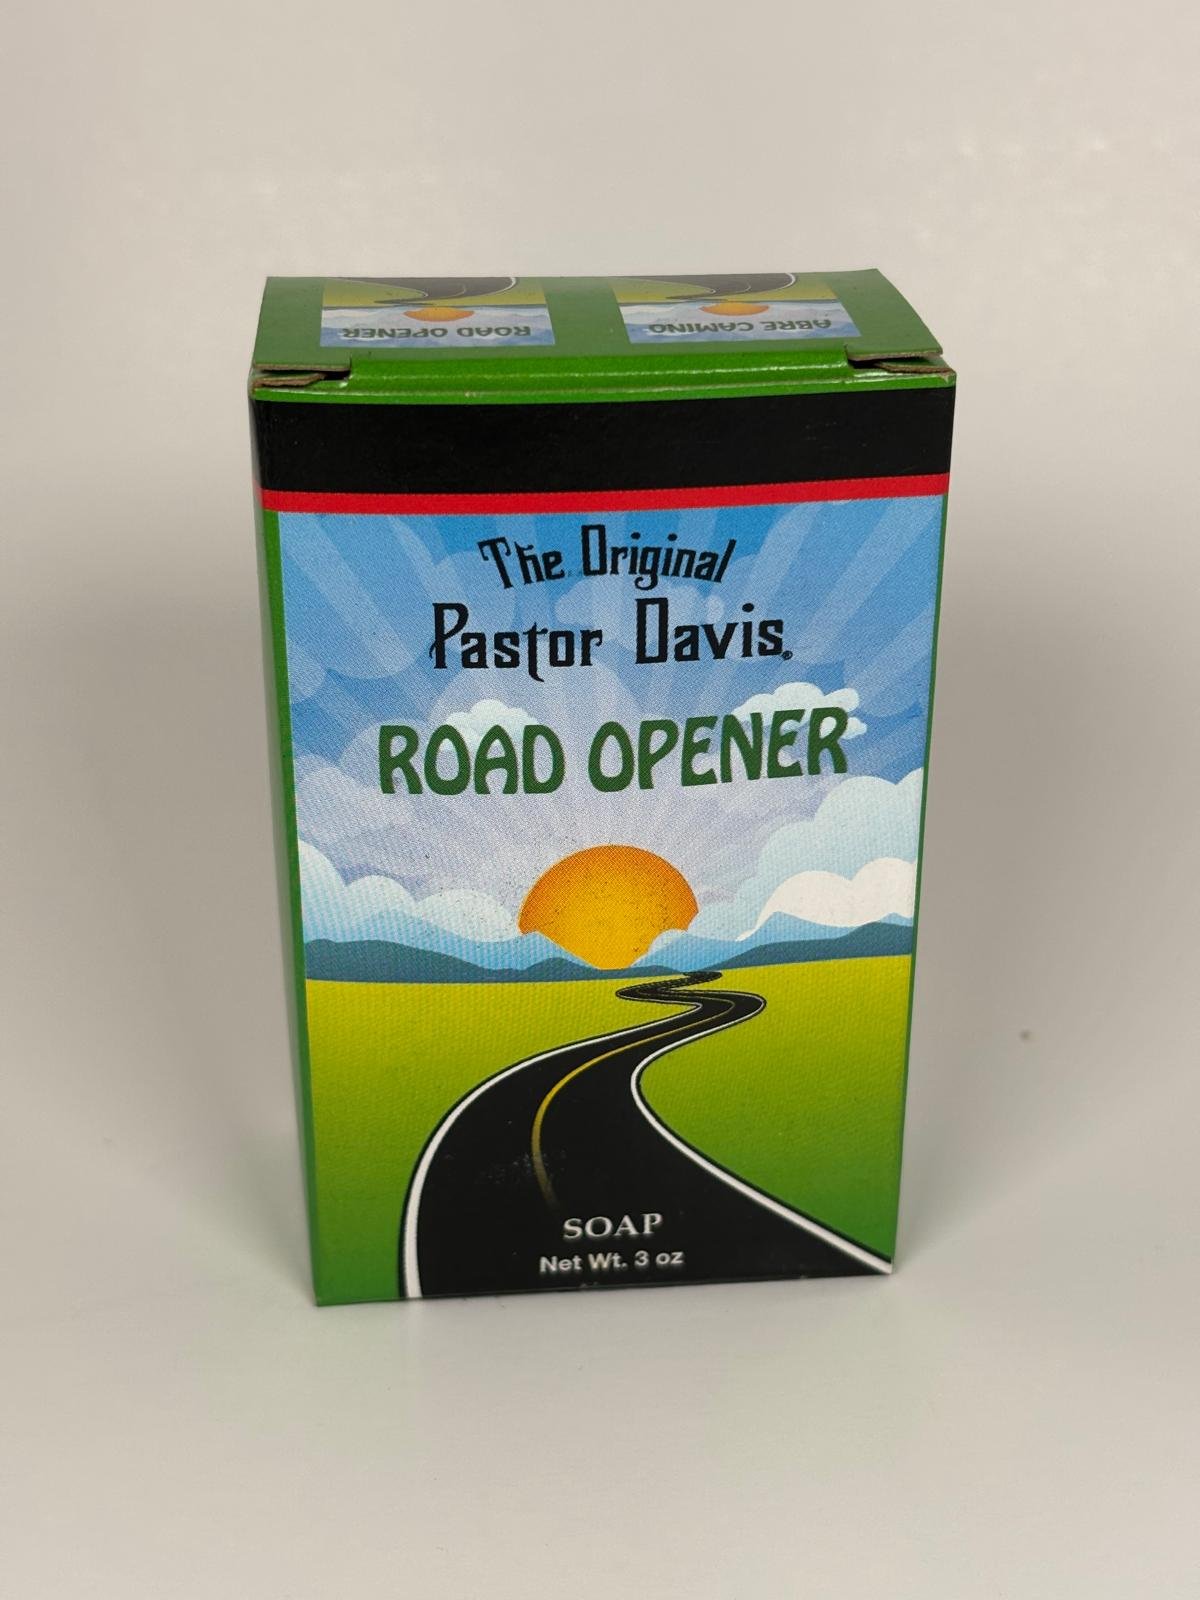 ROAD OPENER
ABRE CAMINO
The Original
Pastor Davis®
ROAD OPENER
SOAP
Net Wt. 3 oz